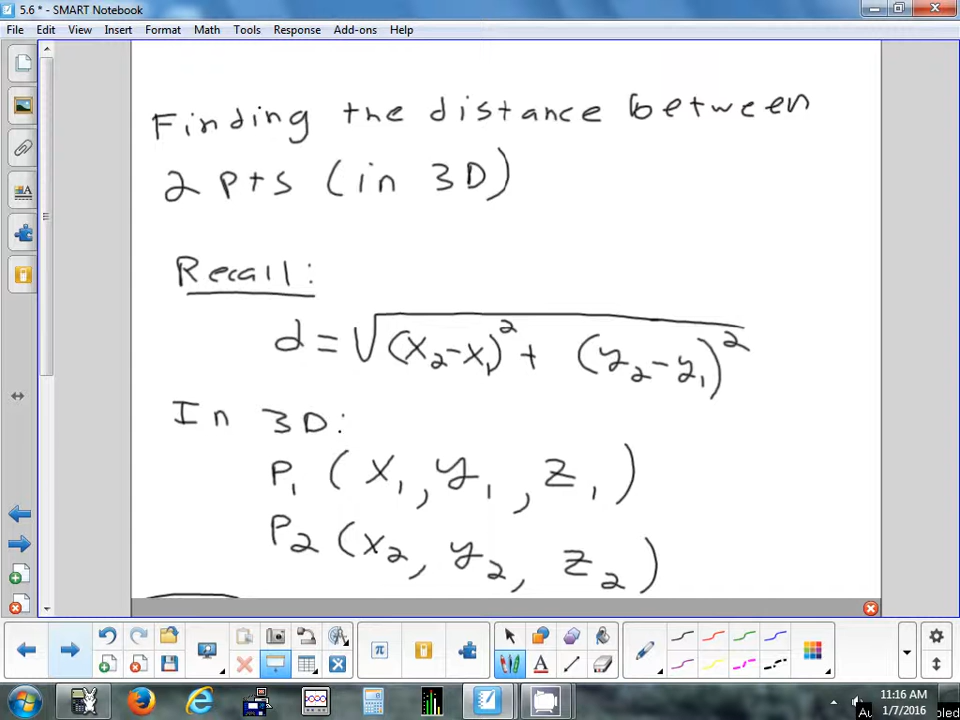 5.6 * - SMART Notebook
File Edit View Insert Format Math Tools Response Add-ons Help
Finding the distance between
2 pts (in 3D)
Recall:
d = √(x₂-x₁)² + (y₂-y₁)²
In 3D:
P₁ (x₁, y₁, z₁)
P₂ (x₂, y₂, z₂)
11:16 AM
1/7/2016